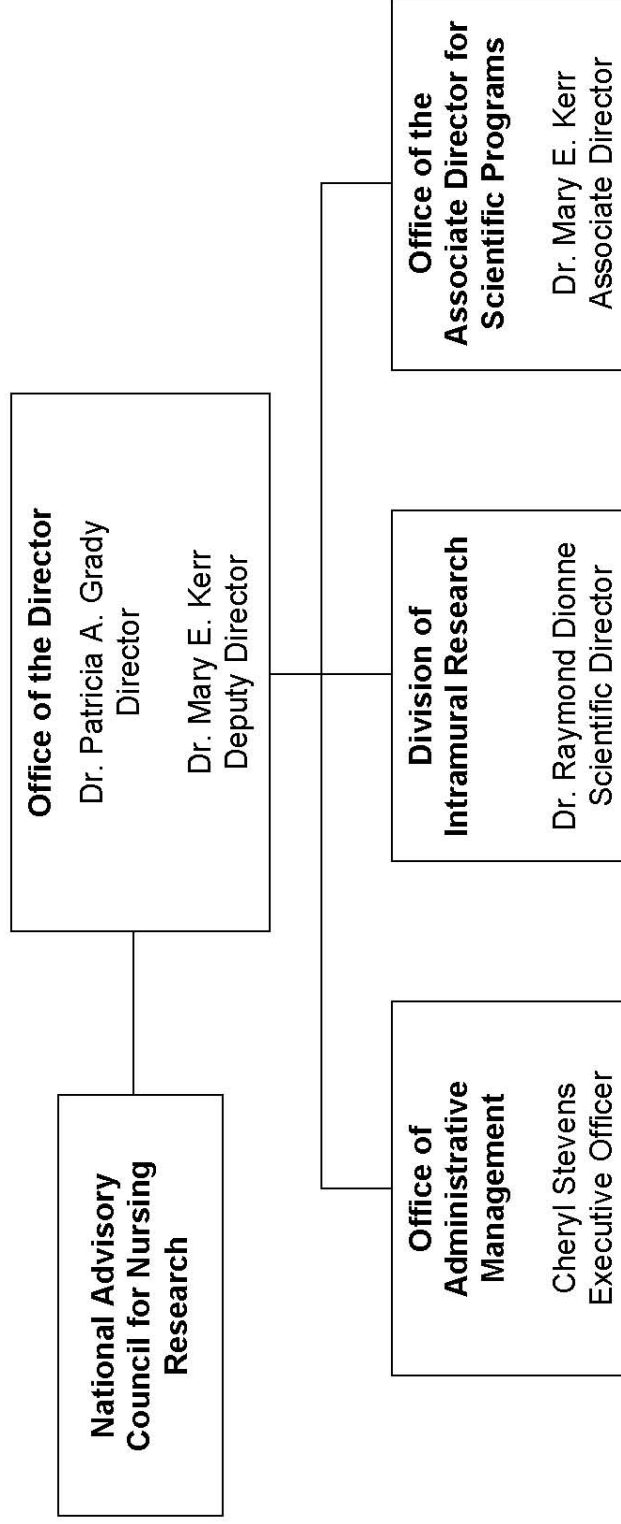 Office of the Director
Dr. Patricia A. Grady
Director
Dr. Mary E. Kerr
Deputy Director
National Advisory
Council for Nursing
Research
Office of
Administrative
Management
Cheryl Stevens
Executive Officer
Division of
Intramural Research
Dr. Raymond Dionne
Scientific Director
Office of the
Associate Director for
Scientific Programs
Dr. Mary E. Kerr
Associate Director